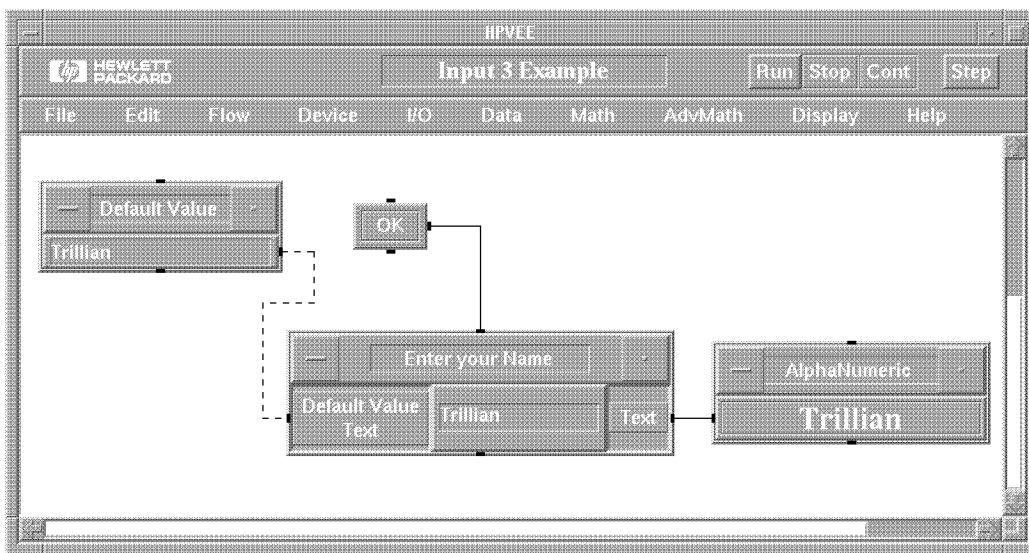 HPVEE
hp HEWLETT PACKARD
Input 3 Example
Run Stop Cont Step
File Edit Flow Device I/O Data Math AdvMath Display Help
Default Value
Trillian
OK
Enter your Name
Default Value
Text
Trillian
Text
AlphaNumeric
Trillian